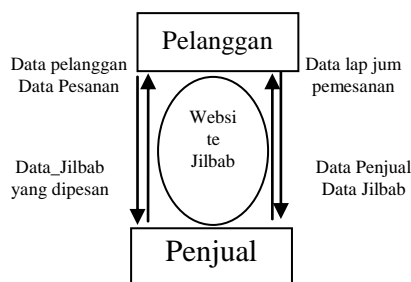 Pelanggan
Data pelanggan
Data Pesanan
Data lap jum
pemesanan
Websi
te
Jilbab
Data_Jilbab
yang dipesan
Data Penjual
Data Jilbab
Penjual